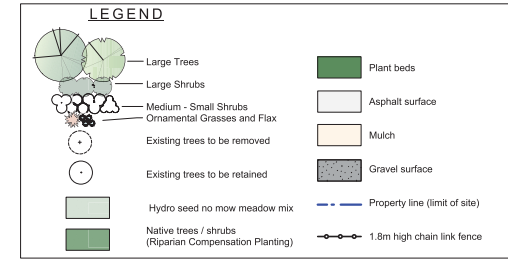 LEGEND
Large Trees
Large Shrubs
Medium - Small Shrubs
Ornamental Grasses and Flax
Existing trees to be removed
Existing trees to be retained
Hydro seed no mow meadow mix
Native trees / shrubs
(Riparian Compensation Planting)
Plant beds
Asphalt surface
Mulch
Gravel surface
Property line (limit of site)
1.8m high chain link fence